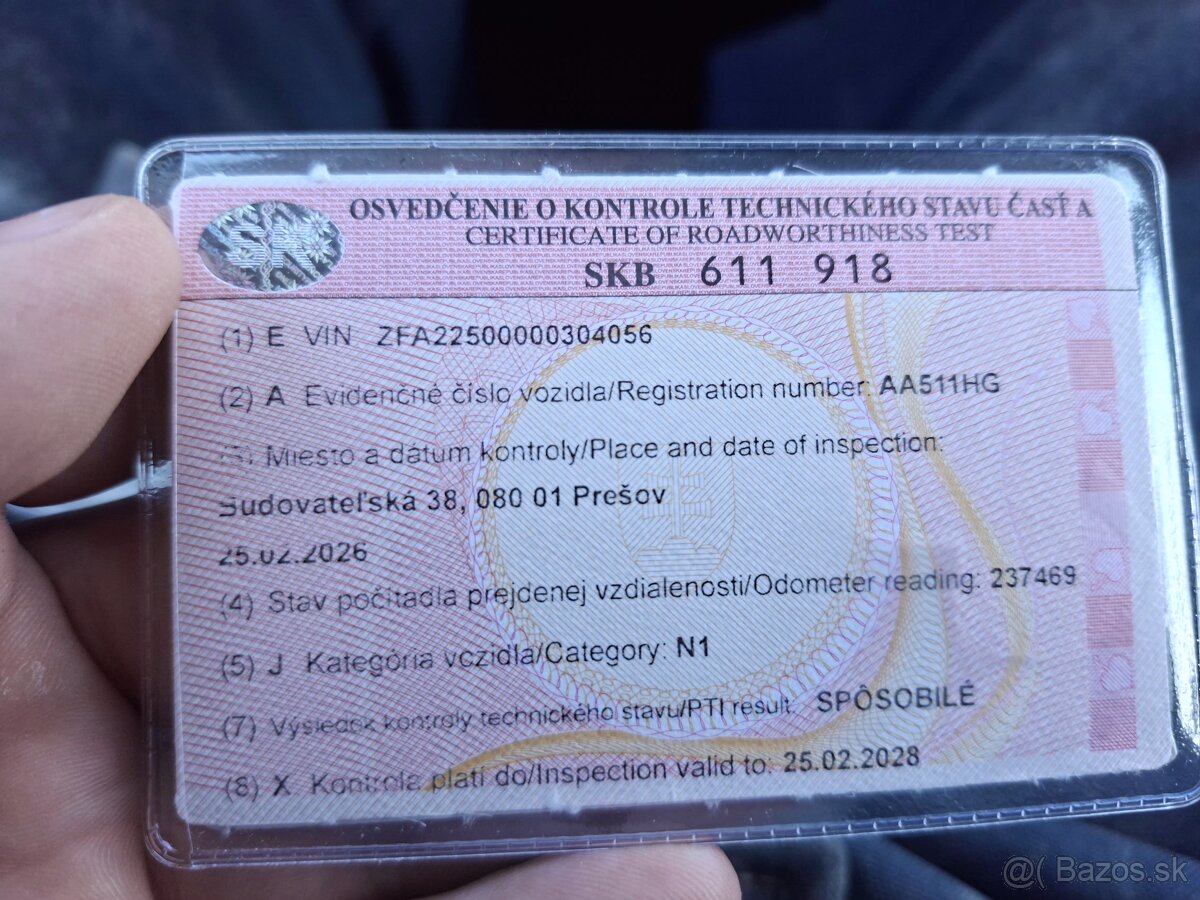 OSVEDČENIE O KONTROLE TECHNICKÉHO STAVU ČASŤ A
CERTIFICATE OF ROADWORTHINESS TEST
SKB 611 918
(1) E VIN ZFA22500000304056
(2) A Evidenčné číslo vozidla/Registration number: AA511HG
(3) Miesto a dátum kontroly/Place and date of inspection:
Budovateľská 38, 080 01 Prešov
25.02.2026
(4) Stav počítadla prejdenej vzdialenosti/Odometer reading: 237469
(5) J Kategória vozidla/Category: N1
(7) Výsledok kontroly technického stavu/PTI result: SPÔSOBILÉ
(8) X Kontrola platí do/Inspection valid to: 25.02.2028
@( Bazos.sk